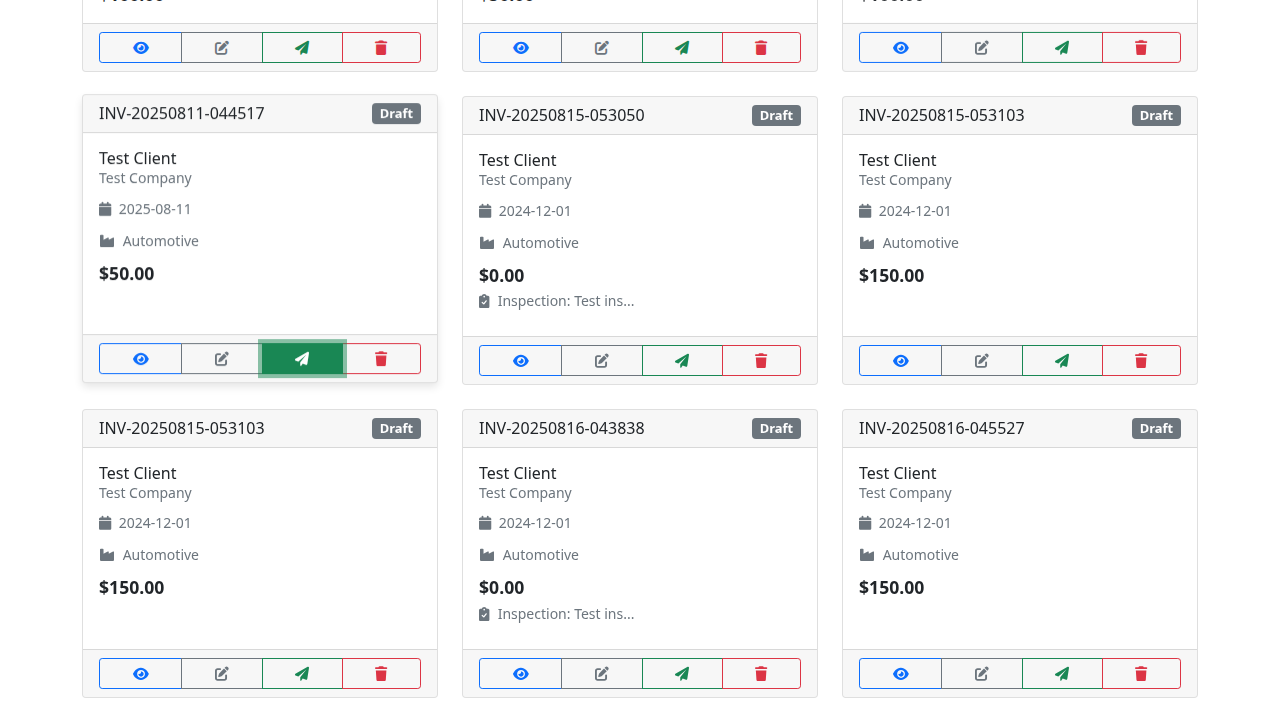 INV-20250811-044517 Draft
Test Client
Test Company
2025-08-11
Automotive
$50.00
INV-20250815-053050 Draft
Test Client
Test Company
2024-12-01
Automotive
$0.00
Inspection: Test ins...
INV-20250815-053103 Draft
Test Client
Test Company
2024-12-01
Automotive
$150.00
INV-20250815-053103 Draft
Test Client
Test Company
2024-12-01
Automotive
$150.00
INV-20250816-043838 Draft
Test Client
Test Company
2024-12-01
Automotive
$0.00
Inspection: Test ins...
INV-20250816-045527 Draft
Test Client
Test Company
2024-12-01
Automotive
$150.00